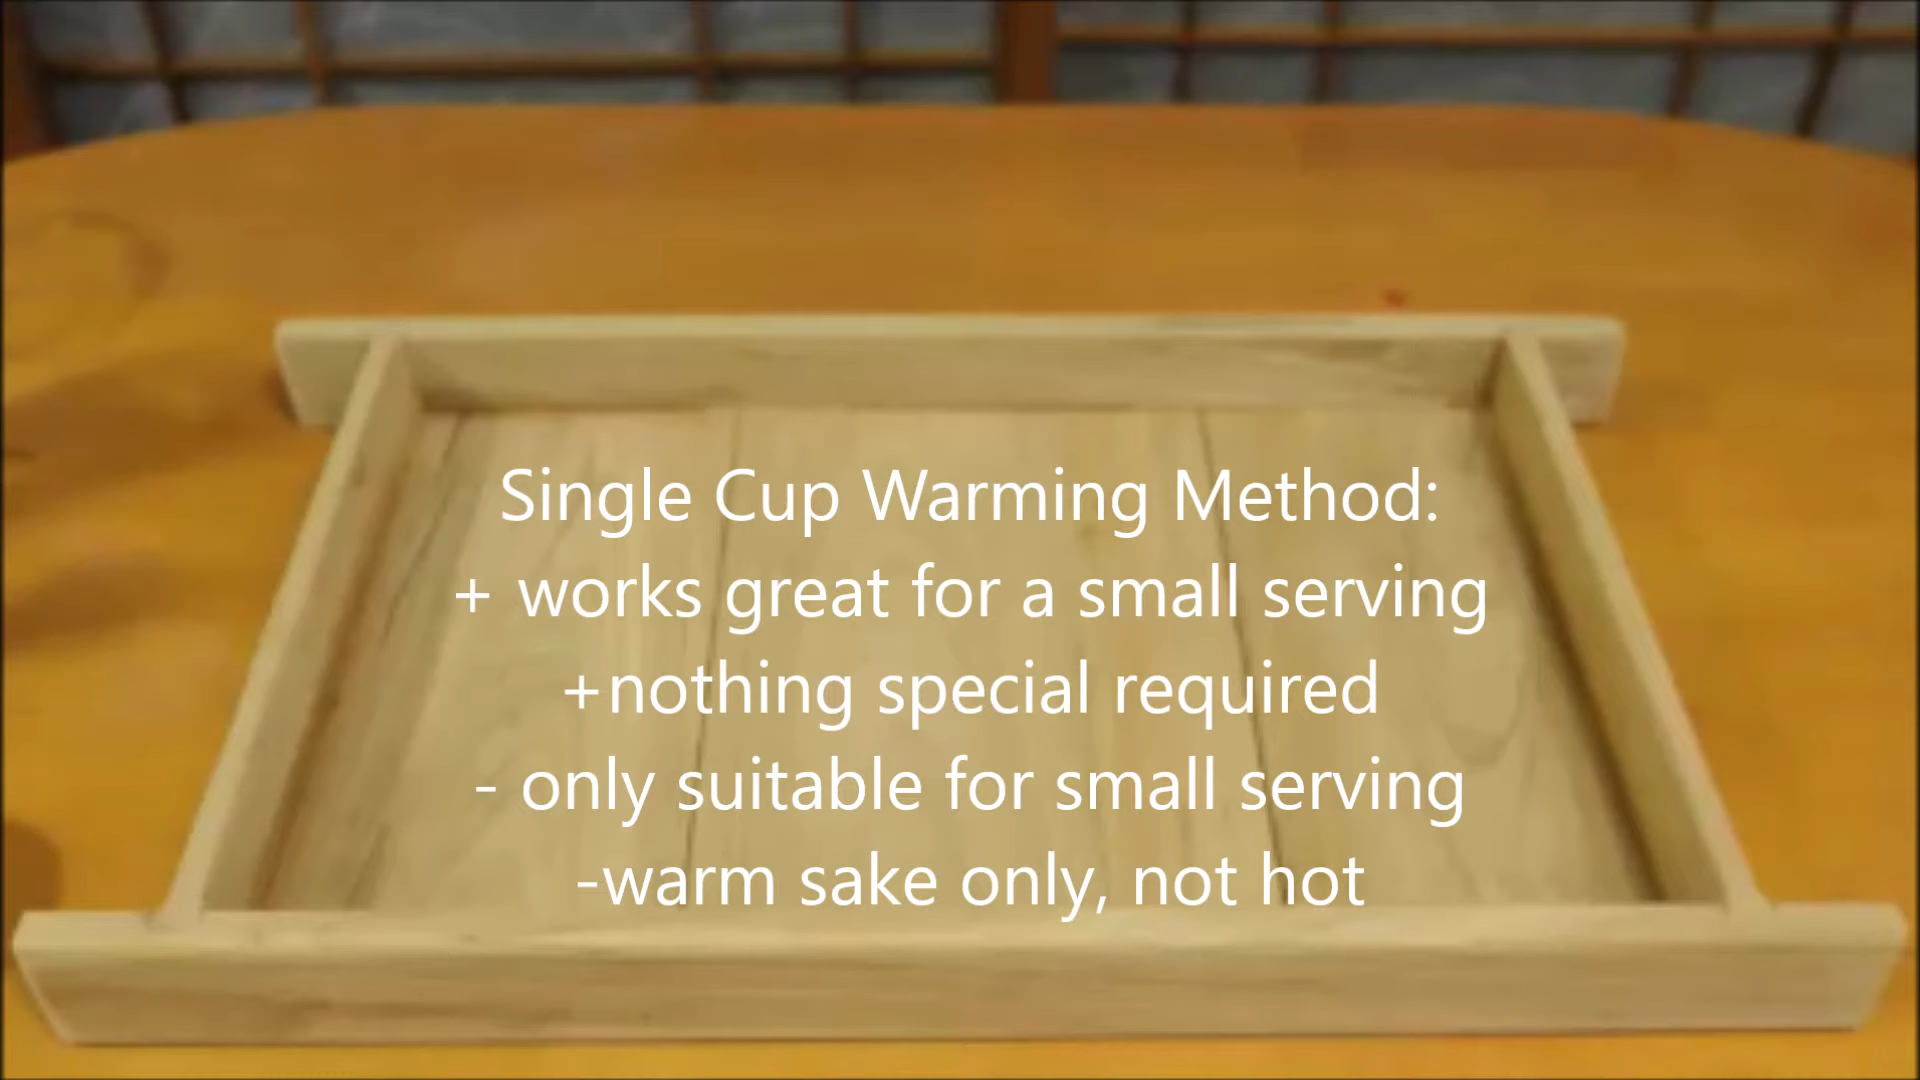 Single Cup Warming Method:
+ works great for a small serving
+nothing special required
- only suitable for small serving
-warm sake only, not hot